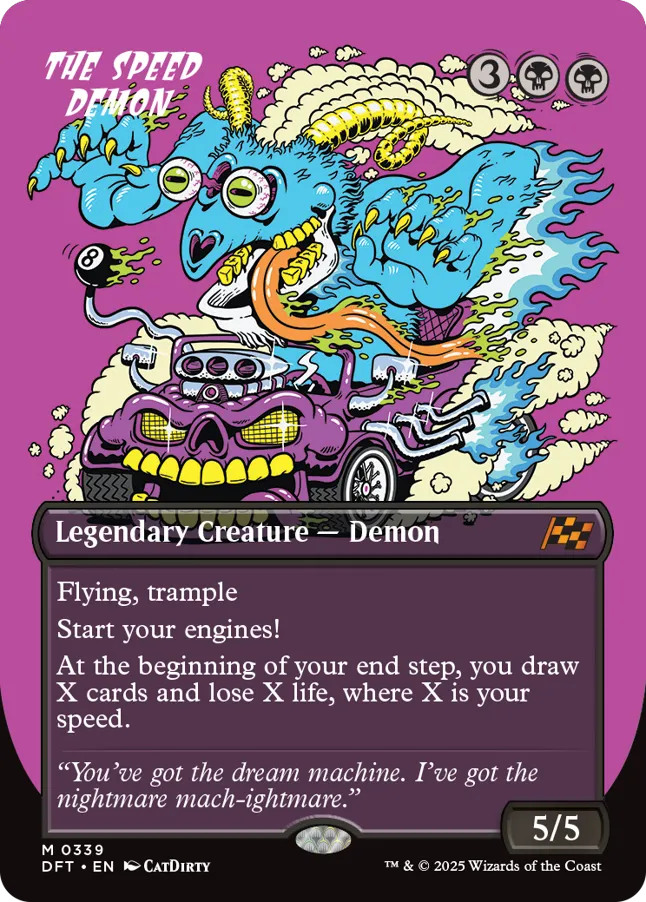 THE SPEED
DEMON
3
8
Legendary Creature — Demon
Flying, trample
Start your engines!
At the beginning of your end step, you draw
X cards and lose X life, where X is your
speed.
“You’ve got the dream machine. I’ve got the
nightmare mach-ightmare.”
5/5
M 0339
DFT • EN CATDIRTY
™ & © 2025 Wizards of the Coast